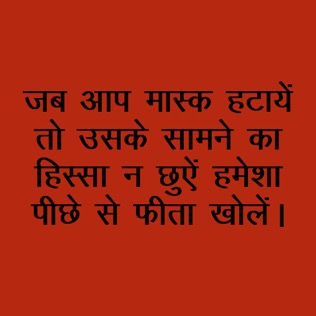 जब आप मास्क हटायें
तो उसके सामने का
हिस्सा न छुऐं हमेशा
पीछे से फीता खोलें।